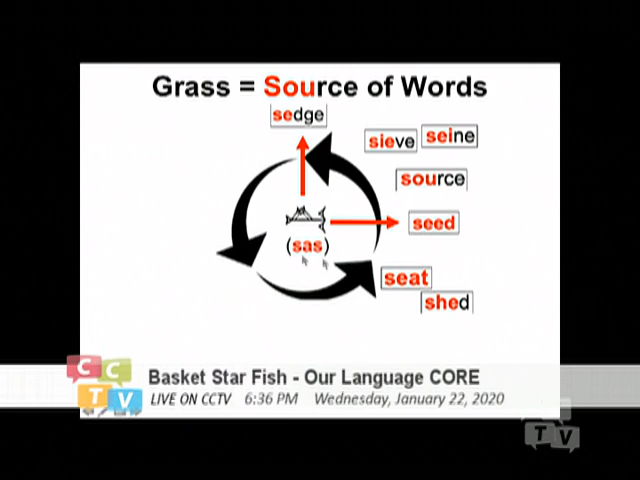 Grass = Source of Words
sedge
sieve
seine
source
seed
(sas)
seat
shed
CC
TV
Basket Star Fish - Our Language CORE
LIVE ON CCTV 6:36 PM Wednesday, January 22, 2020
TV